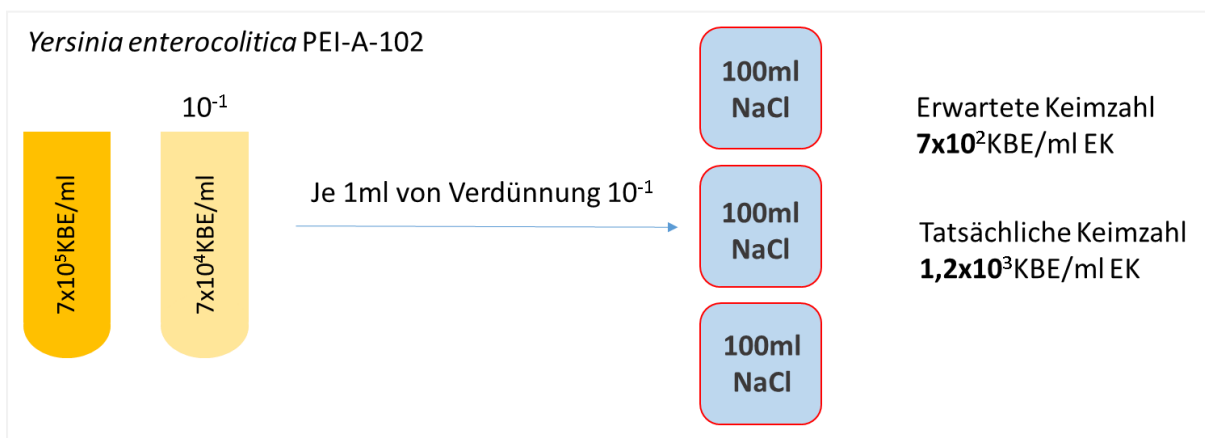 Yersinia enterocolitica PEI-A-102
10⁻¹
7x10⁵KBE/ml
7x10⁴KBE/ml
Je 1ml von Verdünnung 10⁻¹
100ml
NaCl
100ml
NaCl
100ml
NaCl
Erwartete Keimzahl
7x10²KBE/ml EK
Tatsächliche Keimzahl
1,2x10³KBE/ml EK